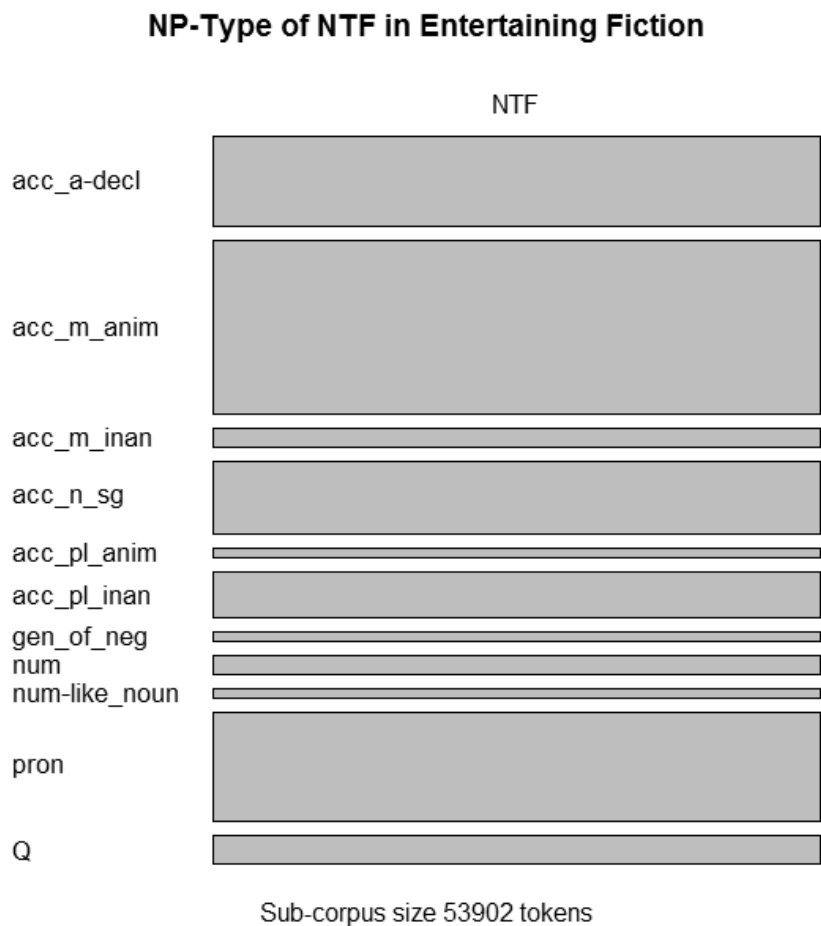 NP-Type of NTF in Entertaining Fiction
NTF
acc_a-decl
acc_m_anim
acc_m_inan
acc_n_sg
acc_pl_anim
acc_pl_inan
gen_of_neg
num
num-like_noun
pron
Q
Sub-corpus size 53902 tokens